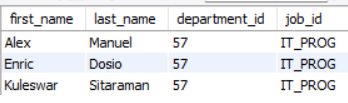 first_name last_name department_id job_id
Alex Manuel 57 IT_PROG
Enric Dosio 57 IT_PROG
Kuleswar Sitaraman 57 IT_PROG